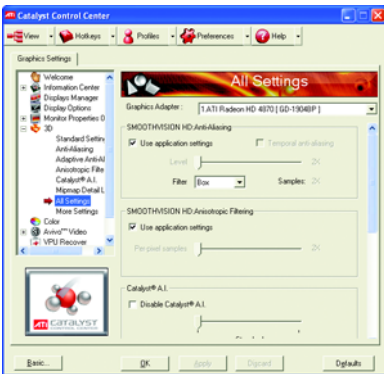 Catalyst Control Center
View Hotkeys Profiles Preferences Help
Graphics Settings
Welcome
Information Center
Displays Manager
Display Options
Monitor Properties 0
3D
Standard Settin
Anti-Aliasing
Adaptive Anti-Al
Anisotropic Filte
Catalyst® A.I.
Mipmap Detail L
All Settings
More Settings
Color
Avivo™ Video
VPU Recover
ATI CATALYST
All Settings
Graphics Adapter: 1.ATI Radeon HD 4870 [ GD-1904BP ]
SMOOTHVISION HD:Anti-Aliasing
Use application settings Temporal anti-aliasing
Level 2X
Filter Box Samples: 2X
SMOOTHVISION HD:Anisotropic Filtering
Use application settings
Per pixel samples 2X
Catalyst® A.I.
Disable Catalyst® A.I.
Basic... OK Apply Discard Defaults